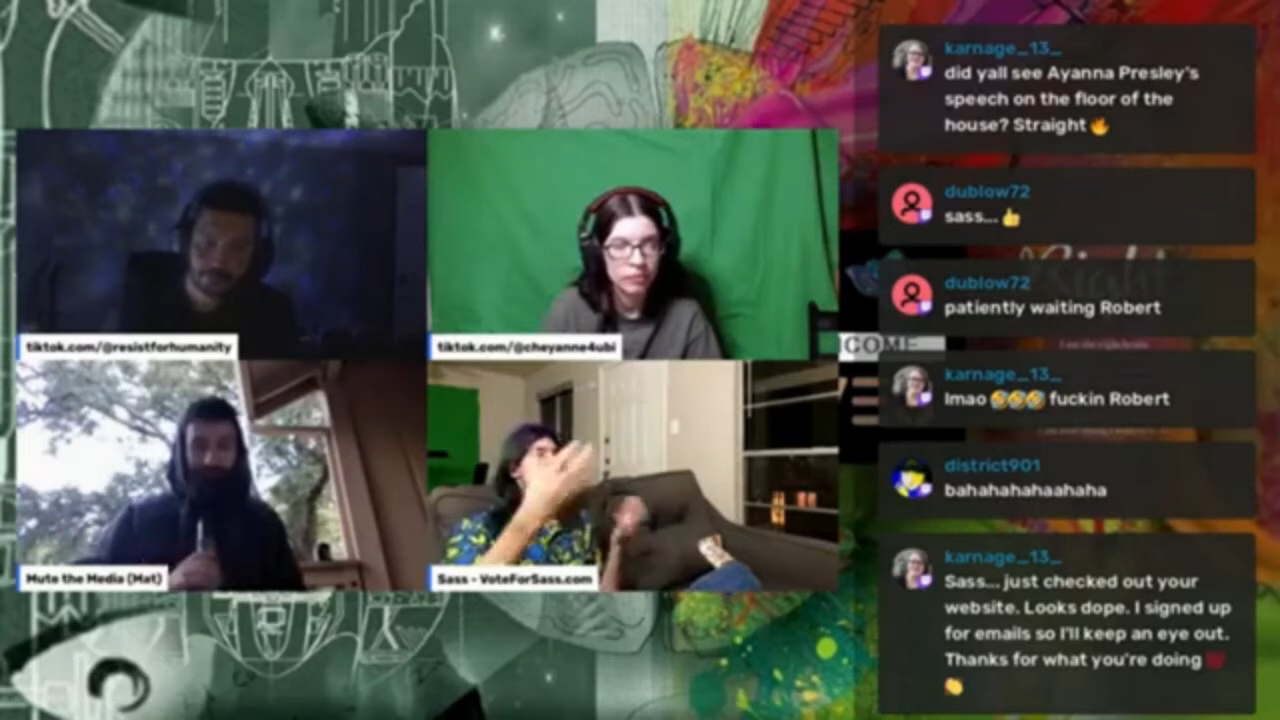 tiktok.com/@resistforhumanity
tiktok.com/@cheyanne4ubi
Mute the Media (Mat)
Sass - VoteForSass.com
karnage_13_
did yall see Ayanna Presley's
speech on the floor of the
house? Straight 🔥
dublow72
sass... 👍
dublow72
patiently waiting Robert
karnage_13_
lmao 🤣🤣🤣 fuckin Robert
district901
bahahahahaahaha
karnage_13_
Sass... just checked out your
website. Looks dope. I signed up
for emails so I'll keep an eye out.
Thanks for what you're doing
👏